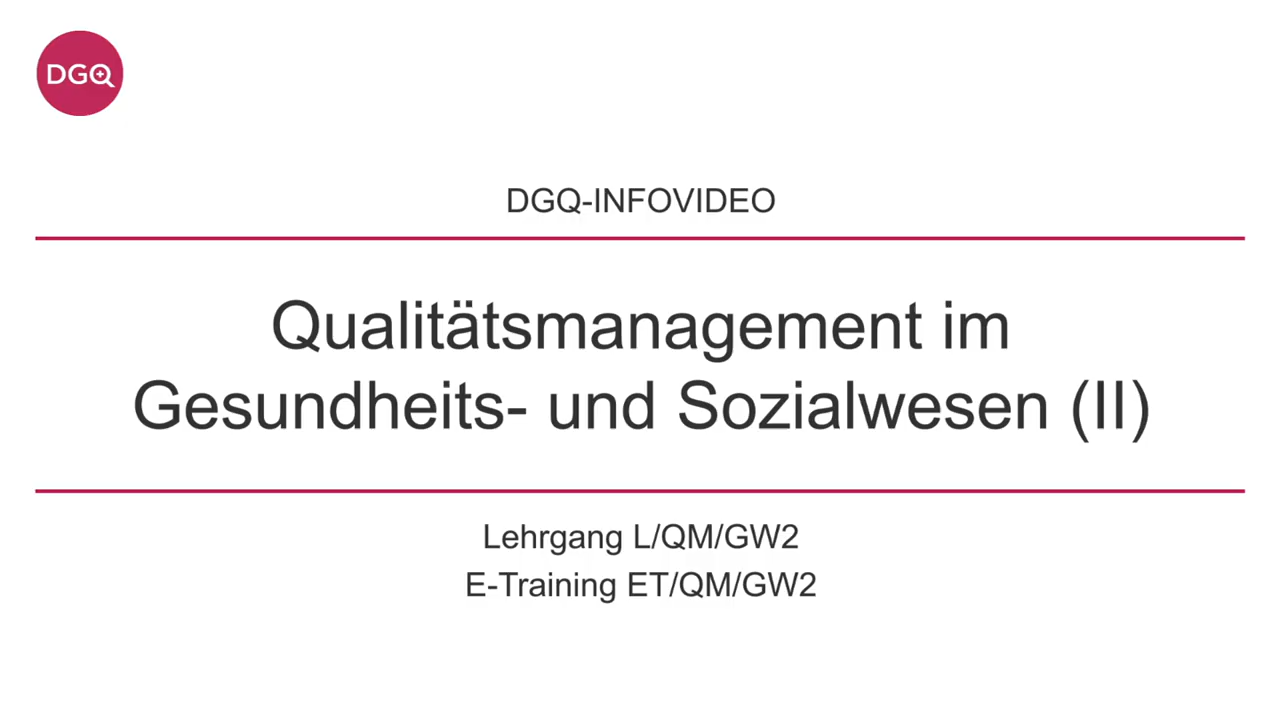 DGQ
DGQ-INFOVIDEO
Qualitätsmanagement im
Gesundheits- und Sozialwesen (II)
Lehrgang L/QM/GW2
E-Training ET/QM/GW2